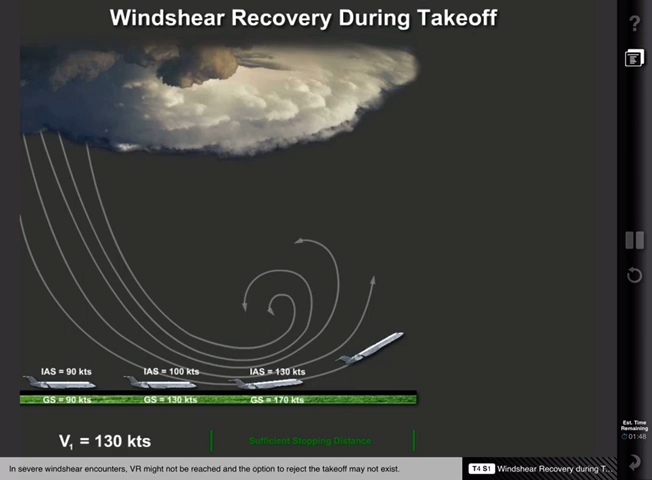 Windshear Recovery During Takeoff
?
IAS = 90 kts
IAS = 100 kts
IAS = 130 kts
GS = 90 kts
GS = 130 kts
GS = 170 kts
V1 = 130 kts
Sufficient Stopping Distance
Est. Time
Remaining
01:48
In severe windshear encounters, VR might not be reached and the option to reject the takeoff may not exist.
T4 S1 Windshear Recovery during T...